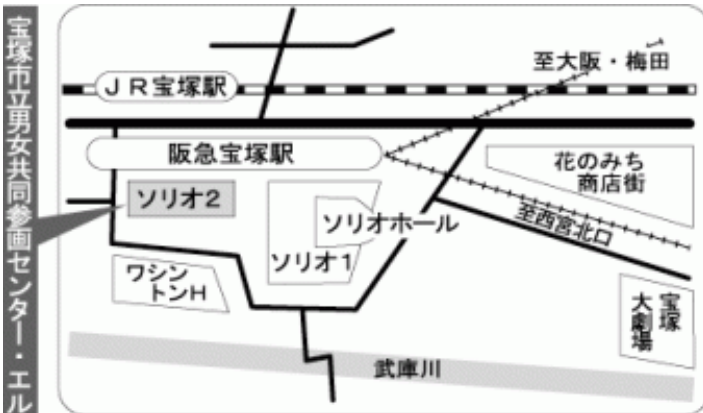 宝塚市立男女共同参画センター・エル
JR宝塚駅
至大阪・梅田
阪急宝塚駅
花のみち
商店街
ソリオ2
ソリオホール
ソリオ1
至西宮北口
ワシン
トンH
宝塚
大劇場
武庫川